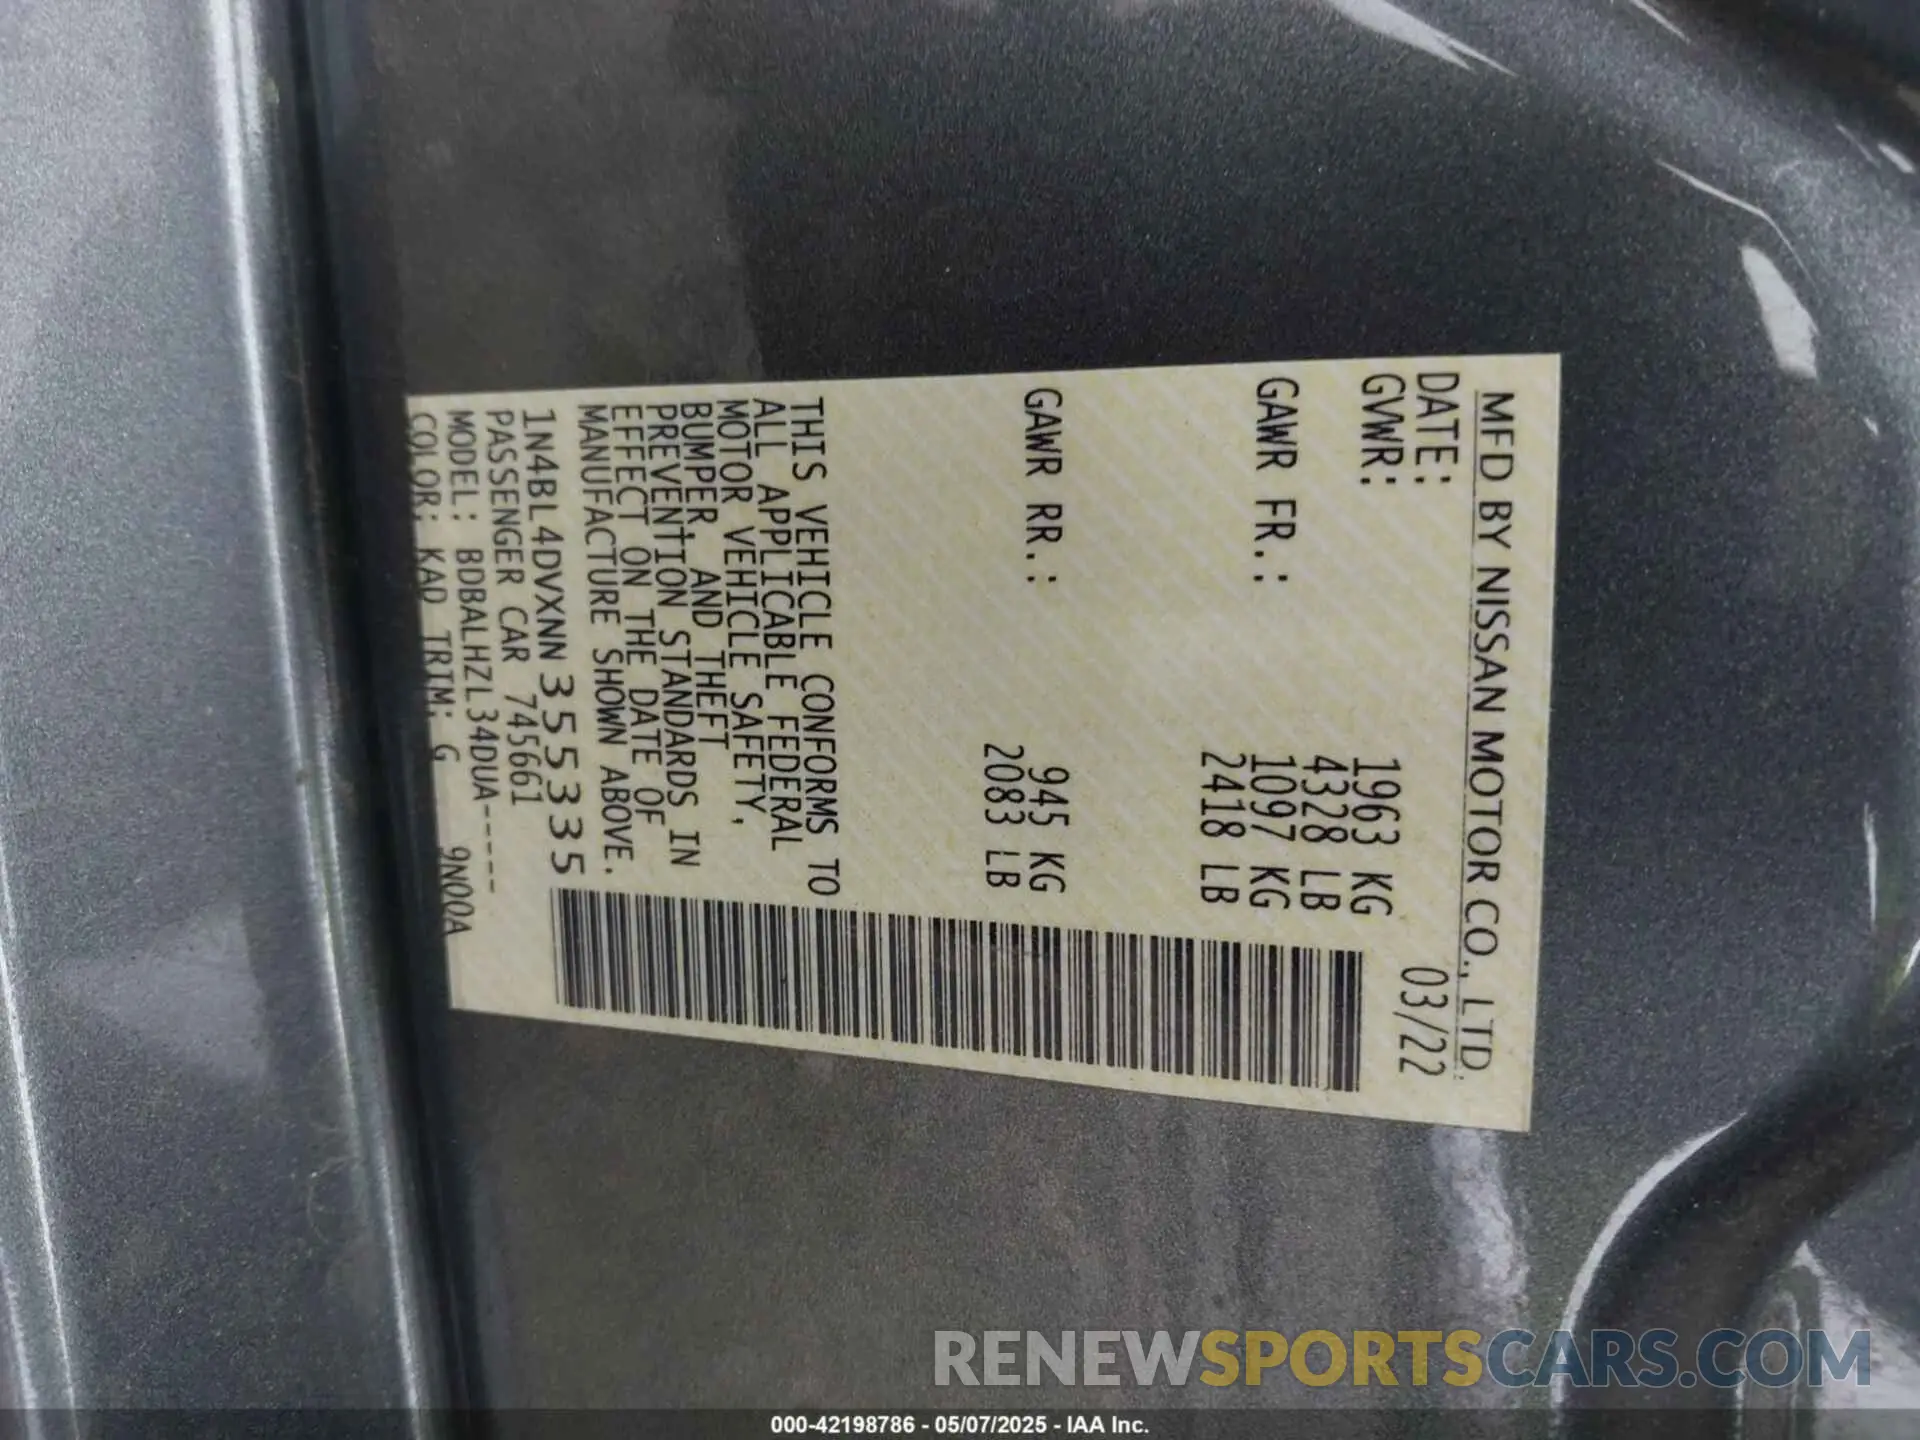 MFD BY NISSAN MOTOR CO., LTD.
DATE: 03/22
GVWR: 1963 KG
4328 LB
GAWR FR.: 1097 KG
2418 LB
GAWR RR.: 945 KG
2083 LB
THIS VEHICLE CONFORMS TO
ALL APPLICABLE FEDERAL
MOTOR VEHICLE SAFETY,
BUMPER, AND THEFT
PREVENTION STANDARDS IN
EFFECT ON THE DATE OF
MANUFACTURE SHOWN ABOVE.
1N4BL4DVXNN355335
PASSENGER CAR 745661
MODEL: BDBALHZL34DUA-----
COLOR: KAD TRIM: G 9N00A
RENEWSPORTSCARS.COM
000-42198786 - 05/07/2025 - IAA Inc.